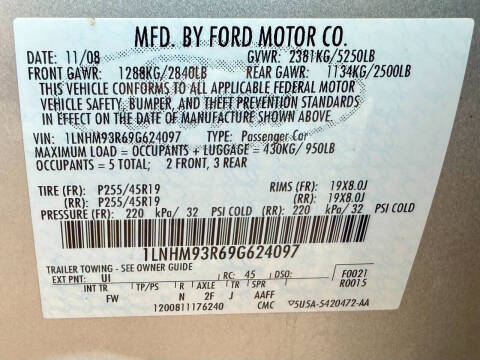 MFD. BY FORD MOTOR CO.
DATE: 11/08 GVWR: 2381KG/5250LB
FRONT GAWR: 1288KG/2840LB REAR GAWR: 1134KG/2500LB
THIS VEHICLE CONFORMS TO ALL APPLICABLE FEDERAL MOTOR
VEHICLE SAFETY, BUMPER, AND THEFT PREVENTION STANDARDS
IN EFFECT ON THE DATE OF MANUFACTURE SHOWN ABOVE.
VIN: 1LNHM93R69G624097 TYPE: Passenger Car
MAXIMUM LOAD = OCCUPANTS + LUGGAGE = 430KG/ 950LB
OCCUPANTS = 5 TOTAL; 2 FRONT, 3 REAR
TIRE (FR): P255/45R19 RIMS (FR): 19X8.0J
(RR): P255/45R19 (RR): 19X8.0J
PRESSURE (FR): 220 kPa/ 32 PSI COLD (RR): 220 kPa/ 32 PSI COLD
1LNHM93R69G624097
TRAILER TOWING - SEE OWNER GUIDE
EXT PNT: UI RC: 45 DSO: F0021
R0015
INT TR TP/PS R AXLE TR SPR
FW N 2F J AAFF
1200811176240 CMC 5U5A-5420472-AA